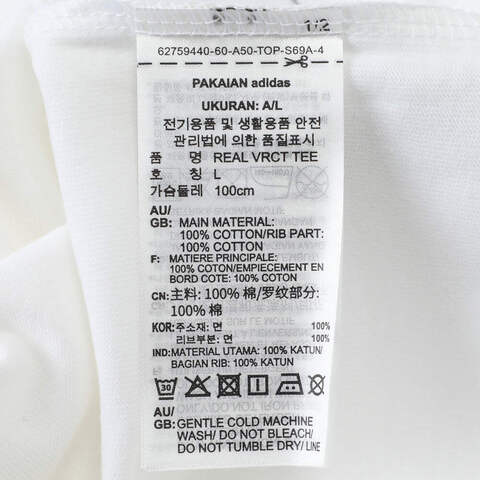 1/2
62759440-60-A50-TOP-S69A-4
PAKAIAN adidas
UKURAN: A/L
전기용품 및 생활용품 안전
관리법에 의한 품질표시
품 명 REAL VRCT TEE
호 칭 L
가슴둘레 100cm
AU/
GB: MAIN MATERIAL:
100% COTTON/RIB PART:
100% COTTON
F: MATIERE PRINCIPALE:
100% COTON/EMPIECEMENT EN
BORD COTE: 100% COTON
CN: 主料: 100% 棉/罗纹部分:
100% 棉
KOR: 주소재: 면 100%
리브부분: 면 100%
IND: MATERIAL UTAMA: 100% KATUN/
BAGIAN RIB: 100% KATUN
30
AU/
GB: GENTLE COLD MACHINE
WASH/ DO NOT BLEACH/
DO NOT TUMBLE DRY/ LINE